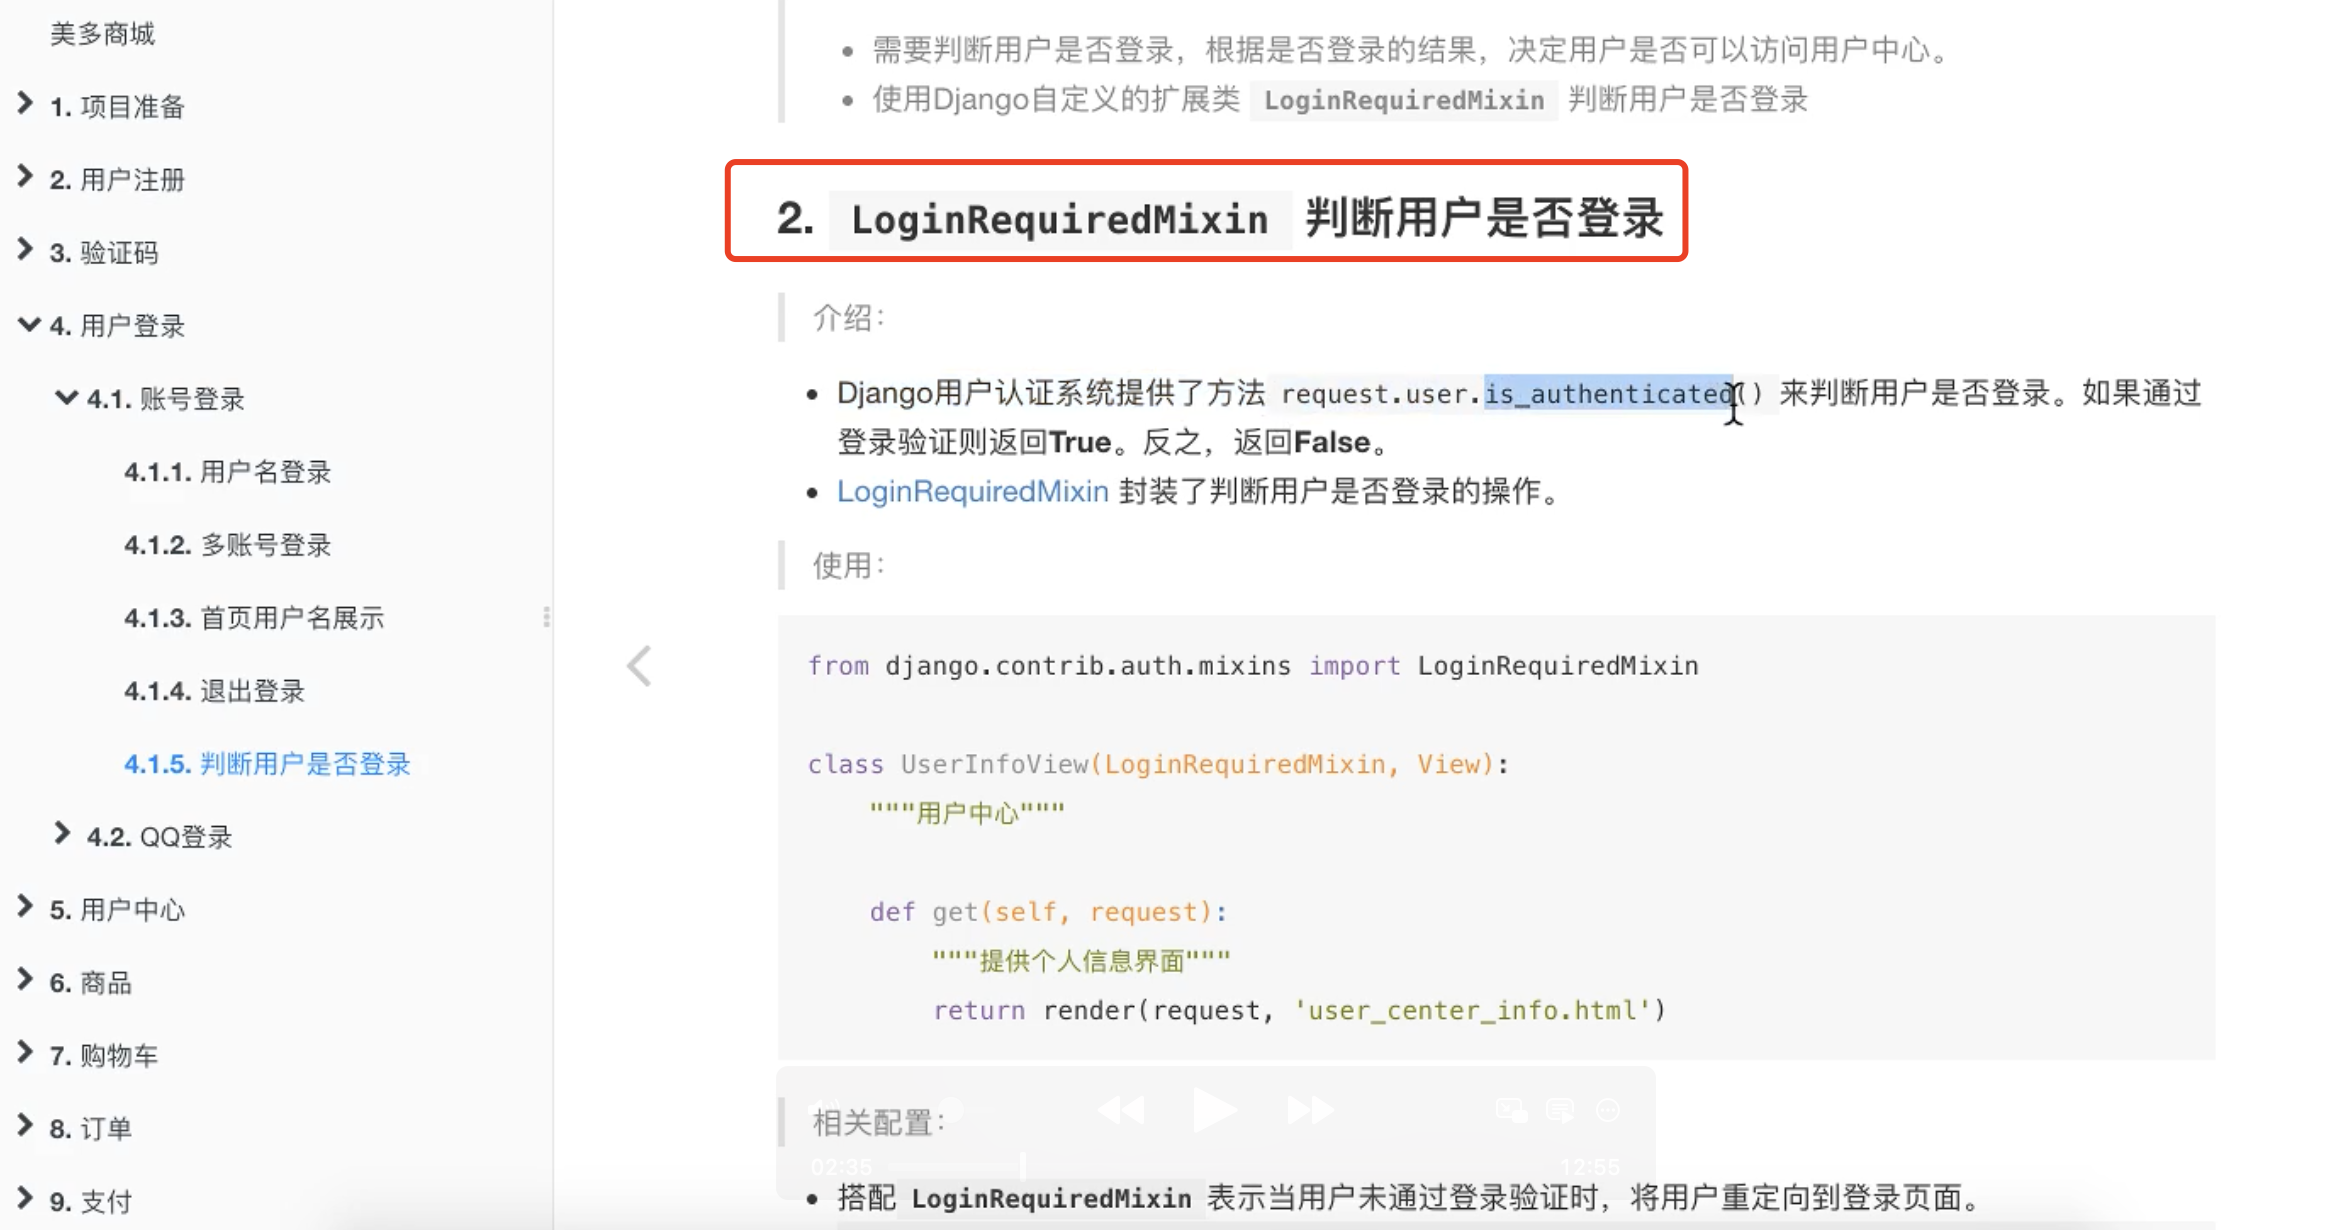 美多商城
1. 项目准备
2. 用户注册
3. 验证码
4. 用户登录
4.1. 账号登录
4.1.1. 用户名登录
4.1.2. 多账号登录
4.1.3. 首页用户名展示
4.1.4. 退出登录
4.1.5. 判断用户是否登录
4.2. QQ登录
5. 用户中心
6. 商品
7. 购物车
8. 订单
9. 支付
需要判断用户是否登录，根据是否登录的结果，决定用户是否可以访问用户中心。
使用Django自定义的扩展类 LoginRequiredMixin 判断用户是否登录
2. LoginRequiredMixin 判断用户是否登录
介绍：
Django用户认证系统提供了方法 request.user.is_authenticated() 来判断用户是否登录。如果通过
登录验证则返回True。反之，返回False。
LoginRequiredMixin 封装了判断用户是否登录的操作。
使用：
from django.contrib.auth.mixins import LoginRequiredMixin
class UserInfoView(LoginRequiredMixin, View):
"""用户中心"""
def get(self, request):
"""提供个人信息界面"""
return render(request, 'user_center_info.html')
相关配置：
02:35
12:55
搭配 LoginRequiredMixin 表示当用户未通过登录验证时，将用户重定向到登录页面。